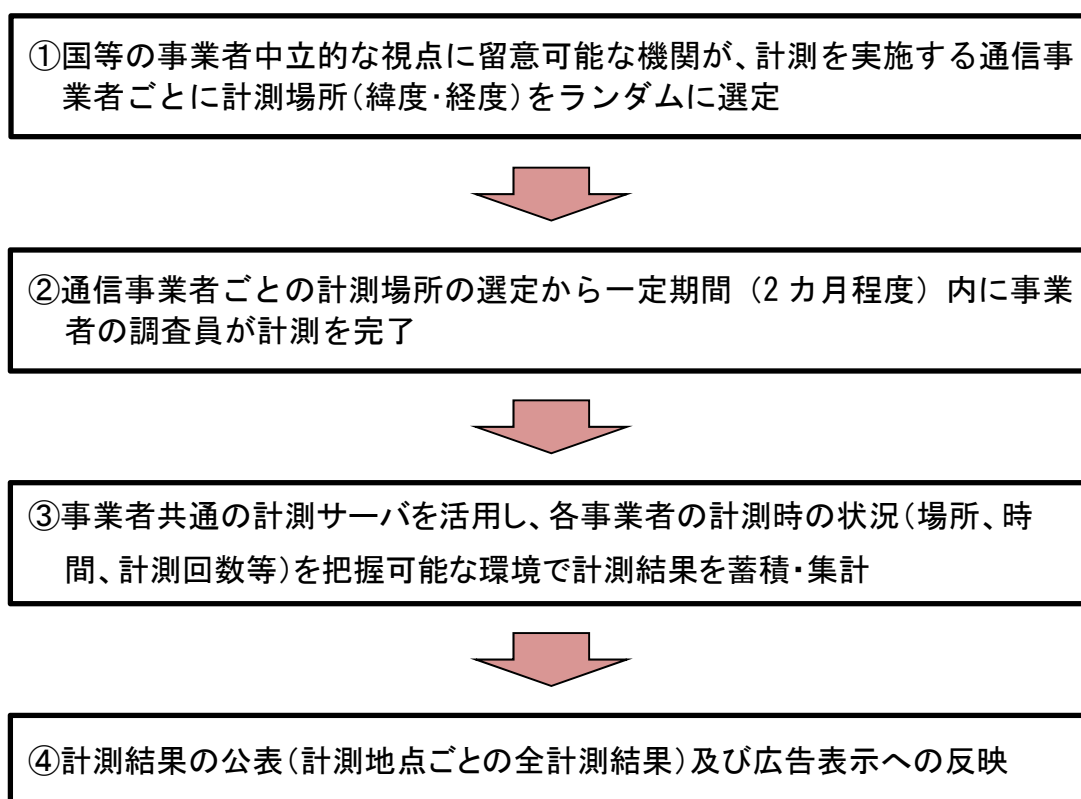 ①国等の事業者中立的な視点に留意可能な機関が、計測を実施する通信事
業者ごとに計測場所(緯度・経度)をランダムに選定
②通信事業者ごとの計測場所の選定から一定期間（2 カ月程度）内に事業
者の調査員が計測を完了
③事業者共通の計測サーバを活用し、各事業者の計測時の状況(場所、時
間、計測回数等)を把握可能な環境で計測結果を蓄積・集計
④計測結果の公表(計測地点ごとの全計測結果)及び広告表示への反映